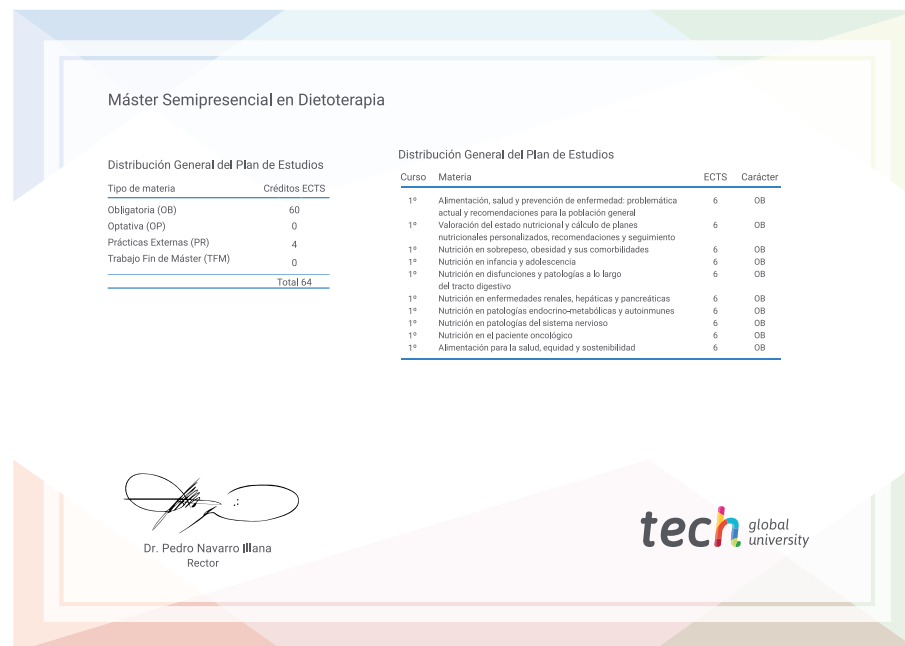 Máster Semipresencial en Dietoterapia
Distribución General del Plan de Estudios
Tipo de materia Créditos ECTS
Obligatoria (OB) 60
Optativa (OP) 0
Prácticas Externas (PR) 4
Trabajo Fin de Máster (TFM) 0
Total 64
Distribución General del Plan de Estudios
Curso Materia ECTS Carácter
1º Alimentación, salud y prevención de enfermedad: problemática 6 OB
actual y recomendaciones para la población general
1º Valoración del estado nutricional y cálculo de planes 6 OB
nutricionales personalizados, recomendaciones y seguimiento
1º Nutrición en sobrepeso, obesidad y sus comorbilidades 6 OB
1º Nutrición en infancia y adolescencia 6 OB
1º Nutrición en disfunciones y patologías a lo largo 6 OB
del tracto digestivo
1º Nutrición en enfermedades renales, hepáticas y pancreáticas 6 OB
1º Nutrición en patologías endocrino-metabólicas y autoinmunes 6 OB
1º Nutrición en patologías del sistema nervioso 6 OB
1º Nutrición en el paciente oncológico 6 OB
1º Alimentación para la salud, equidad y sostenibilidad 6 OB
Dr. Pedro Navarro Illana
Rector
tech global
university